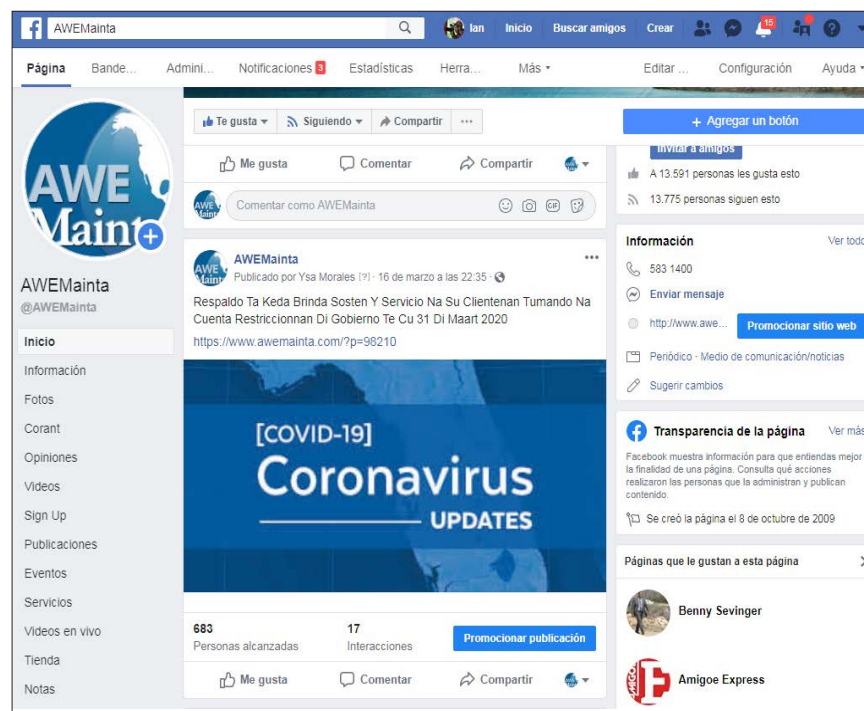 AWEMainta
Ian
Inicio
Buscar amigos
Crear
15
Página
Bande...
Admini...
Notificaciones 3
Estadísticas
Herra...
Más
Editar ...
Configuración
Ayuda
AWE
Mainta
AWEMainta
@AWEMainta
Inicio
Información
Fotos
Corant
Opiniones
Videos
Sign Up
Publicaciones
Eventos
Servicios
Videos en vivo
Tienda
Notas
Te gusta
Siguiendo
Compartir
...
+ Agregar un botón
Me gusta
Comentar
Compartir
Comentar como AWEMainta
GIF
AWEMainta
Publicado por Ysa Morales [?] · 16 de marzo a las 22:35 ·
Respaldo Ta Keda Brinda Sosten Y Servicio Na Su Clientenan Tumando Na
Cuenta Restriccionnan Di Gobierno Te Cu 31 Di Maart 2020
https://www.awemainta.com/?p=98210
[COVID-19]
Coronavirus
UPDATES
683
Personas alcanzadas
17
Interacciones
Promocionar publicación
Me gusta
Comentar
Compartir
Invitar a amigos
A 13.591 personas les gusta esto
13.775 personas siguen esto
Información
Ver todo
583 1400
Enviar mensaje
http://www.awe...
Promocionar sitio web
Periódico · Medio de comunicación/noticias
Sugerir cambios
Transparencia de la página
Ver más
Facebook muestra información para que entiendas mejor
la finalidad de una página. Consulta qué acciones
realizaron las personas que la administran y publican
contenido.
Se creó la página el 8 de octubre de 2009
Páginas que le gustan a esta página
Benny Sevinger
AMIGOE
Amigoe Express